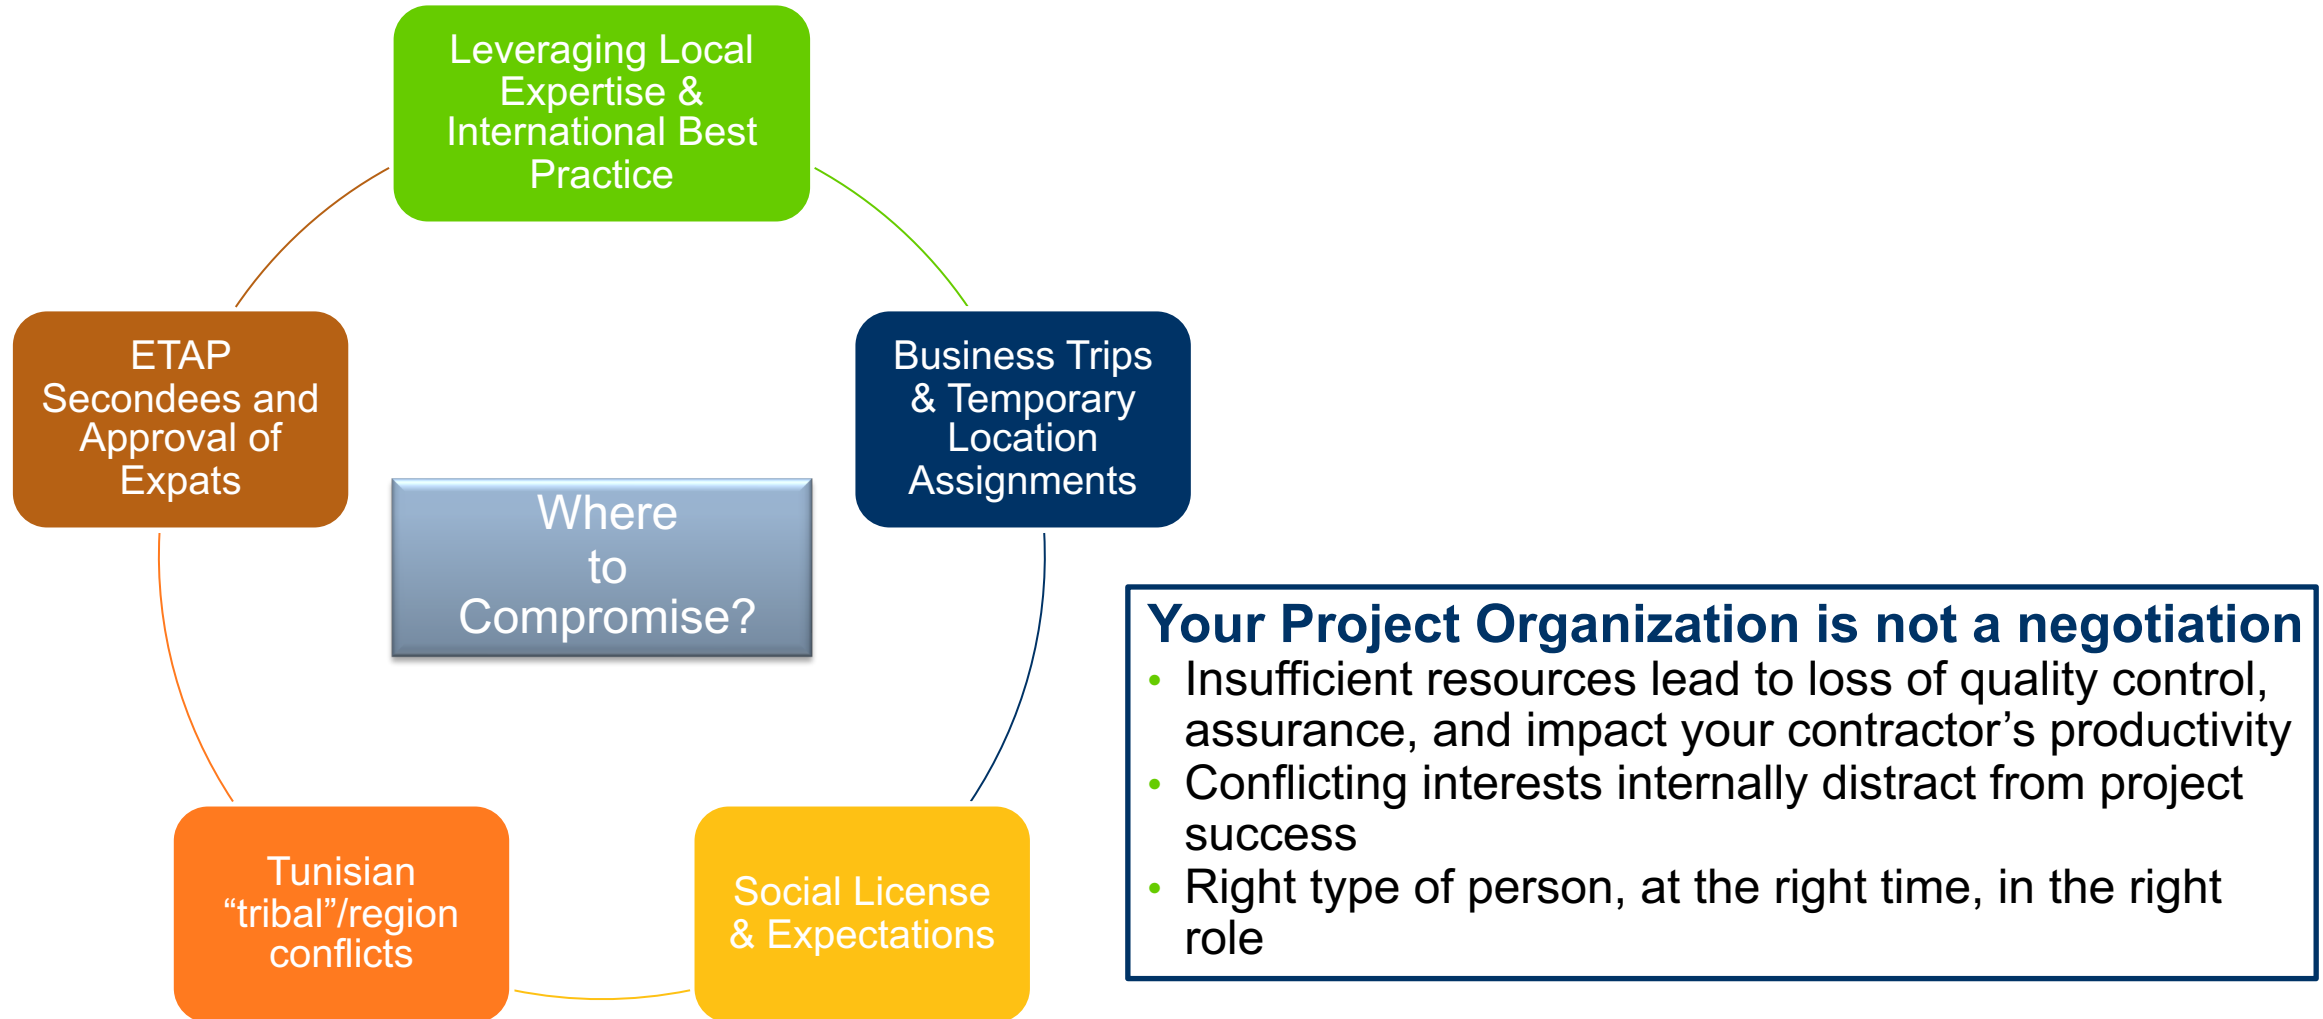 Leveraging Local
Expertise &
International Best
Practice
Business Trips
& Temporary
Location
Assignments
Social License
& Expectations
Tunisian
“tribal”/region
conflicts
ETAP
Secondees and
Approval of
Expats
Where
to
Compromise?
Your Project Organization is not a negotiation
• Insufficient resources lead to loss of quality control,
assurance, and impact your contractor’s productivity
• Conflicting interests internally distract from project
success
• Right type of person, at the right time, in the right
role